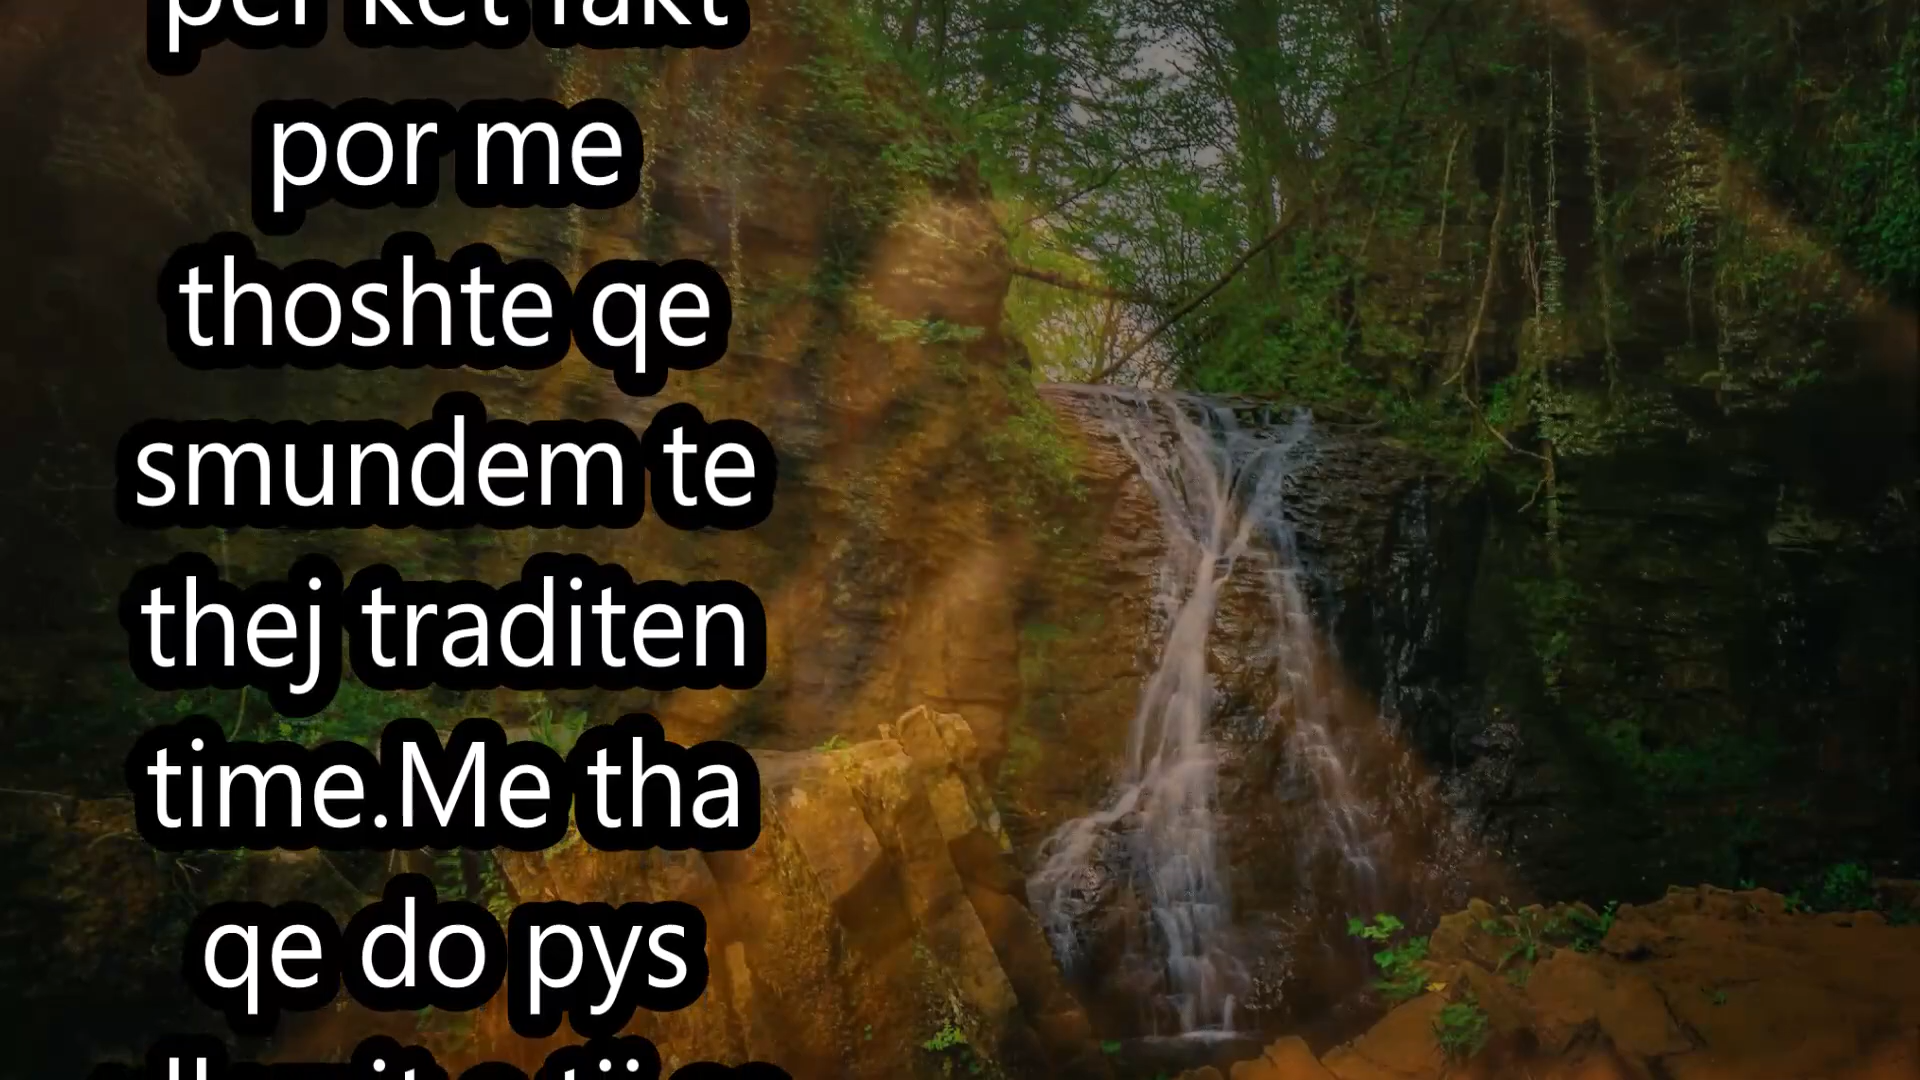 per ket fakt
por me
thoshte qe
smundem te
thej traditen
time.Me tha
qe do pys